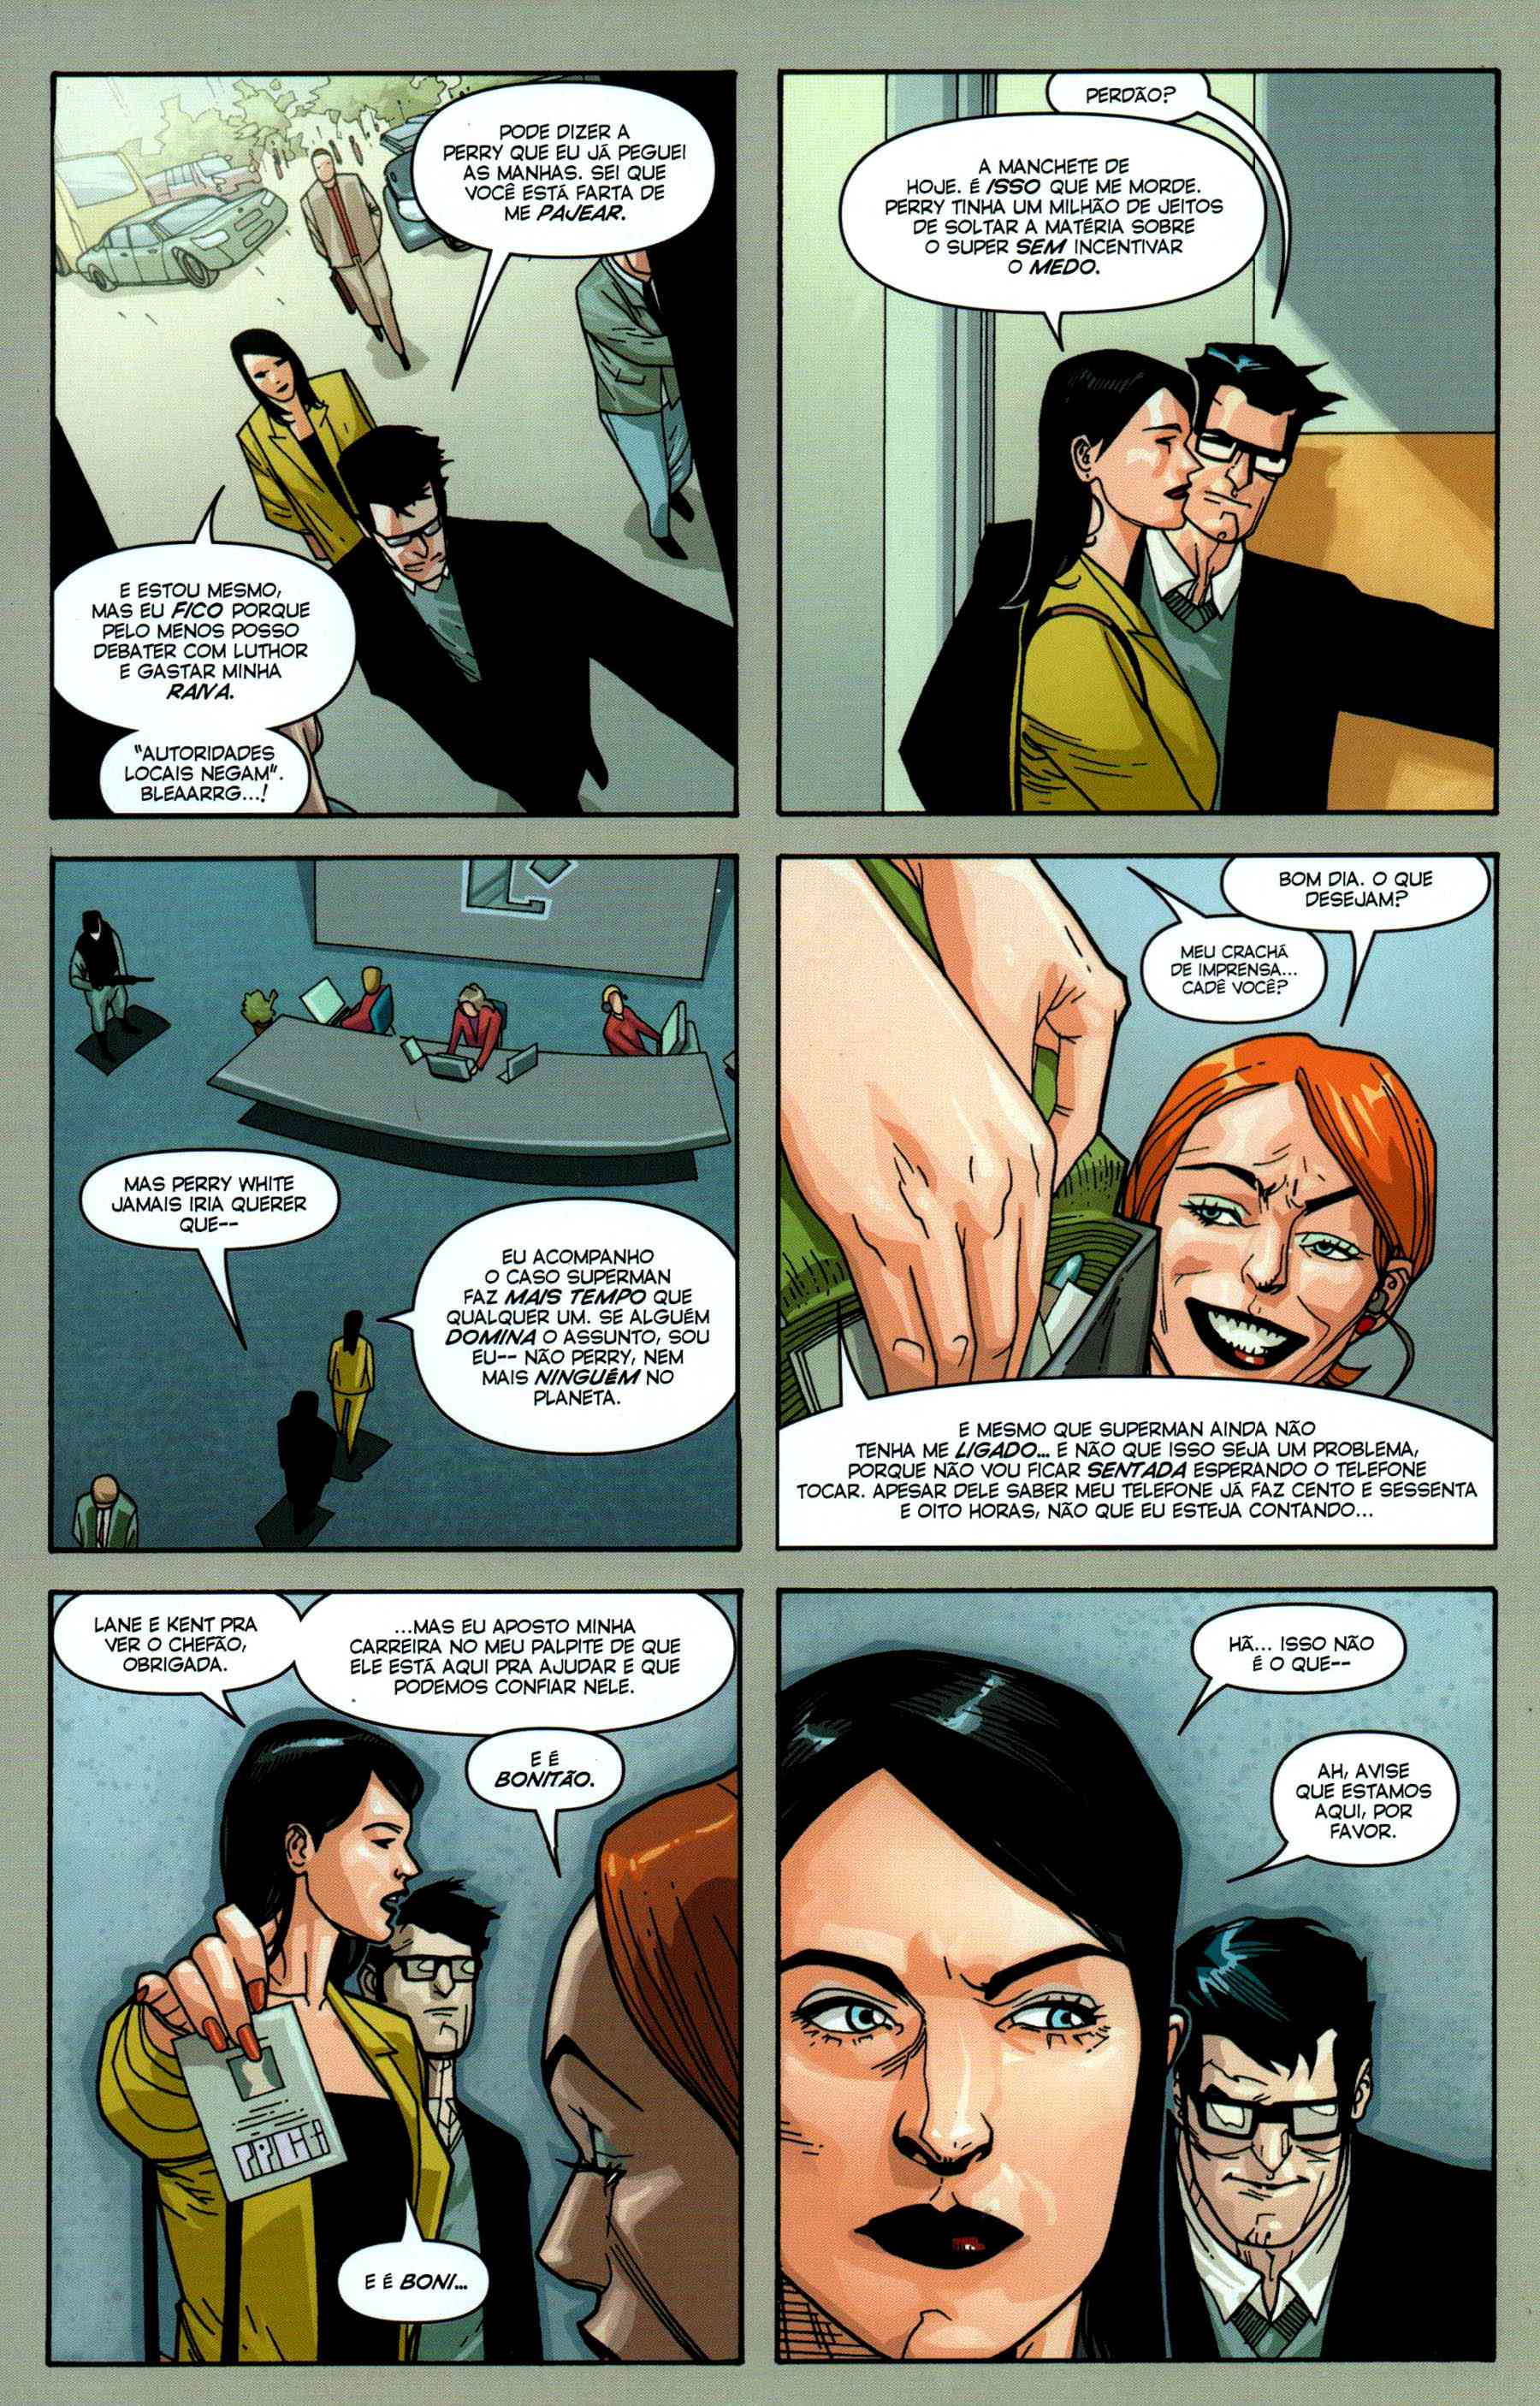 PODE DIZER A
PERRY QUE EU JÁ PEGUEI
AS MANHAS. SEI QUE
VOCÊ ESTÁ FARTA DE
ME PAJEAR.
E ESTOU MESMO,
MAS EU FICO PORQUE
PELO MENOS POSSO
DEBATER COM LUTHOR
E GASTAR MINHA
RAIVA.
"AUTORIDADES
LOCAIS NEGAM".
BLEAARRG...!
PERDÃO?
A MANCHETE DE
HOJE. É ISSO QUE ME MORDE.
PERRY TINHA UM MILHÃO DE JEITOS
DE SOLTAR A MATÉRIA SOBRE
O SUPER SEM INCENTIVAR
O MEDO.
MAS PERRY WHITE
JAMAIS IRIA QUERER
QUE--
EU ACOMPANHO
O CASO SUPERMAN
FAZ MAIS TEMPO QUE
QUALQUER UM. SE ALGUÉM
DOMINA O ASSUNTO, SOU
EU-- NÃO PERRY, NEM
MAIS NINGUÉM NO
PLANETA.
BOM DIA. O QUE
DESEJAM?
MEU CRACHÁ
DE IMPRENSA...
CADÊ VOCÊ?
E MESMO QUE SUPERMAN AINDA NÃO
TENHA ME LIGADO... E NÃO QUE ISSO SEJA UM PROBLEMA,
PORQUE NÃO VOU FICAR SENTADA ESPERANDO O TELEFONE
TOCAR. APESAR DELE SABER MEU TELEFONE JÁ FAZ CENTO E SESSENTA
E OITO HORAS, NÃO QUE EU ESTEJA CONTANDO...
LANE E KENT PRA
VER O CHEFÃO,
OBRIGADA.
...MAS EU APOSTO MINHA
CARREIRA NO MEU PALPITE DE QUE
ELE ESTÁ AQUI PRA AJUDAR E QUE
PODEMOS CONFIAR NELE.
E É
BONITÃO.
E É BONI...
HÃ... ISSO NÃO
É O QUE--
AH, AVISE
QUE ESTAMOS
AQUI, POR
FAVOR.